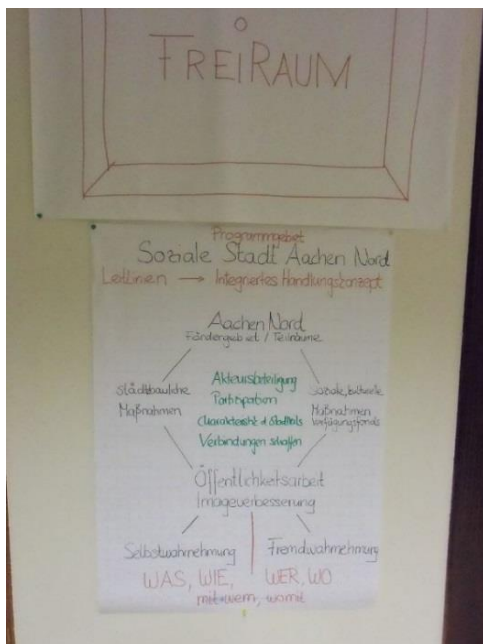 FREIRAUM
Programmgebiet
Soziale Stadt Aachen Nord
Leitlinien → Integriertes Handlungskonzept
Aachen Nord
Fördergebiet / Teilräume
Städtebauliche
Maßnahmen
Akteursbeteiligung
Partizipation
Charakteristik d. Stadtteils
Verbindungen schaffen
Soziale, kulturelle
Maßnahmen
Verfügungsfonds
Öffentlichkeitsarbeit
Imageverbesserung
Selbstwahrnehmung
Fremdwahrnehmung
WAS, WIE, WER, WO
mit wem, womit